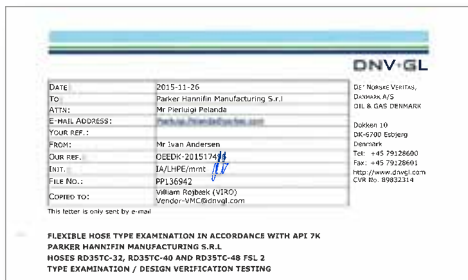 DNV·GL
DATE: 2015-11-26
TO: Parker Hannifin Manufacturing S.r.l
ATTN: Mr Pierluigi Pelanda
E-MAIL ADDRESS:
YOUR REF.:
FROM: Mr Ivan Andersen
OUR REF.: OEEDK-201517
INIT.: IA/LHPE/mmt
FILE NO.: PP136942
COPIED TO: William Rojbeek (VIRO)
Vendor-VMC@dnvgl.com
DET NORSKE VERITAS,
DANMARK A/S
OIL & GAS DENMARK
Dokken 10
DK-6700 Esbjerg
Denmark
Tel: +45 79128600
Fax: +45 79128601
http://www.dnvgl.com
CVR No. 89832314
This letter is only sent by e-mail
FLEXIBLE HOSE TYPE EXAMINATION IN ACCORDANCE WITH API 7K
PARKER HANNIFIN MANUFACTURING S.R.L
HOSES RD35TC-32, RD35TC-40 AND RD35TC-48 FSL 2
TYPE EXAMINATION / DESIGN VERIFICATION TESTING